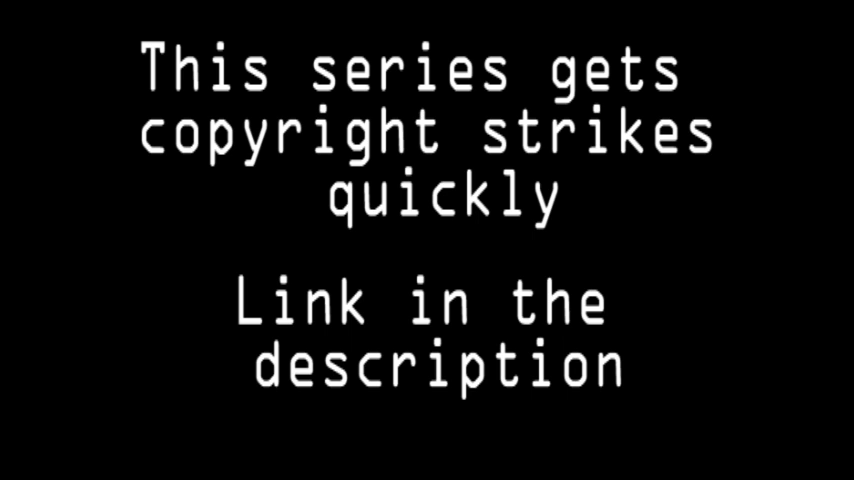 This series gets
copyright strikes
quickly
Link in the
description